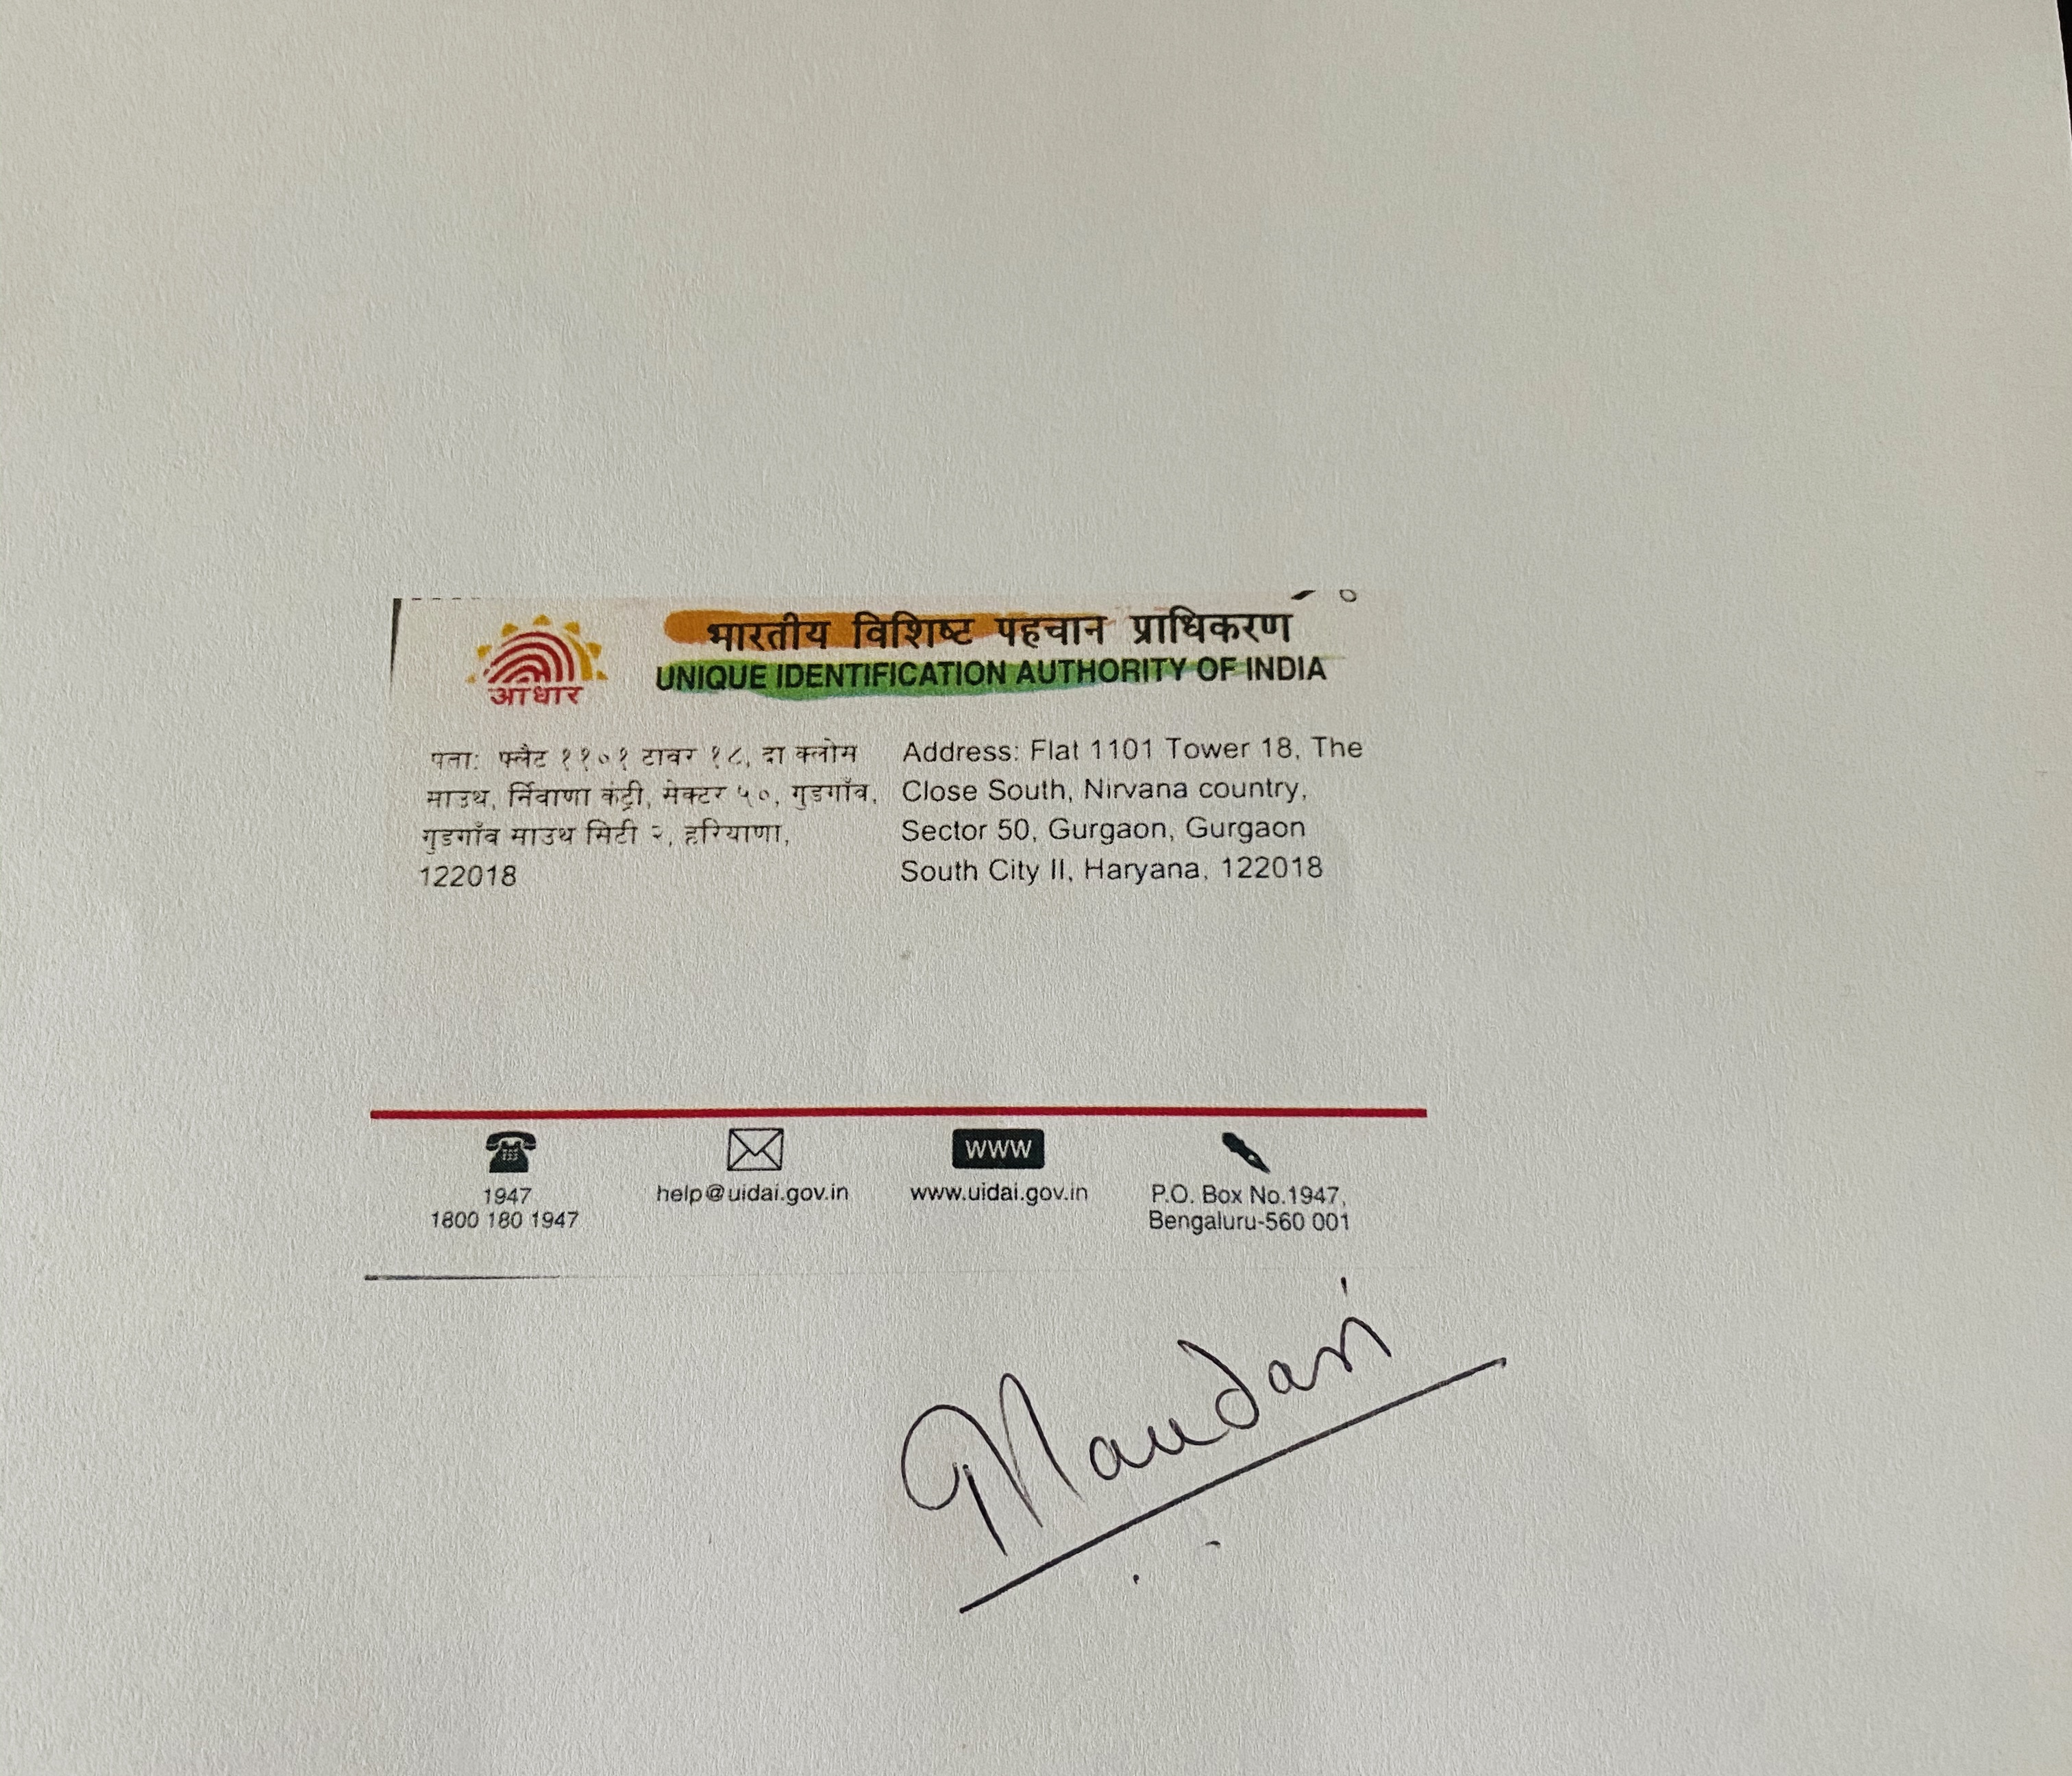 भारतीय विशिष्ट पहचान प्राधिकरण
UNIQUE IDENTIFICATION AUTHORITY OF INDIA
आधार
पता: फ्लैट ११०१ टावर १८, दा क्लोस
साउथ, र्निवाणा कंट्री, सेक्टर ५०, गुडगाँव,
गुडगाँव साउथ सिटी २, हरियाणा,
122018
Address: Flat 1101 Tower 18, The
Close South, Nirvana country,
Sector 50, Gurgaon, Gurgaon
South City II, Haryana, 122018
1947
1800 180 1947
help@uidai.gov.in
WWW
www.uidai.gov.in
P.O. Box No.1947,
Bengaluru-560 001